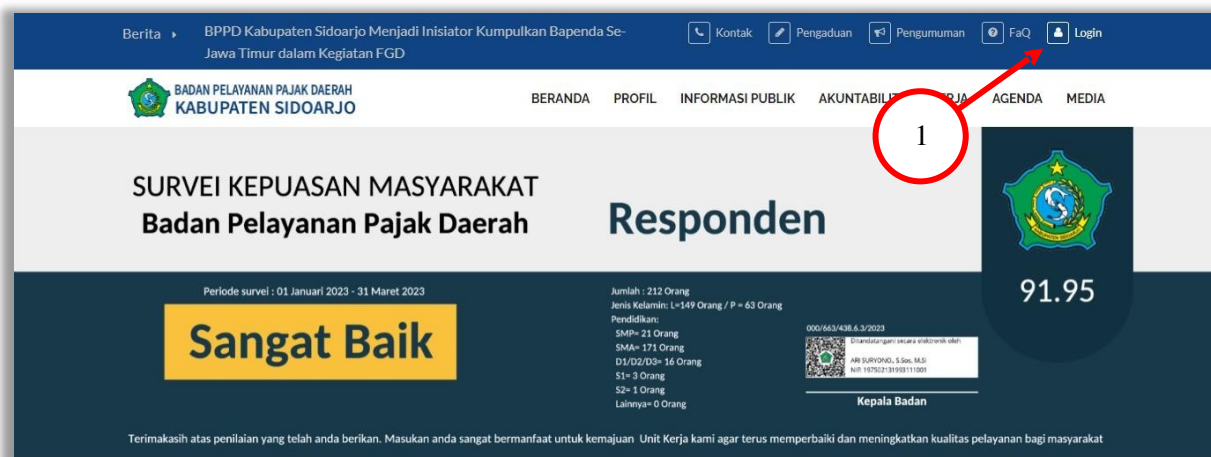 Berita
BPPD Kabupaten Sidoarjo Menjadi Inisiator Kumpulkan Bapenda Se-
Jawa Timur dalam Kegiatan FGD
Kontak Pengaduan Pengumuman FaQ Login
BADAN PELAYANAN PAJAK DAERAH
KABUPATEN SIDOARJO
BERANDA PROFIL INFORMASI PUBLIK AGENDA MEDIA
1
SURVEI KEPUASAN MASYARAKAT
Badan Pelayanan Pajak Daerah
Responden
91.95
Periode survei : 01 Januari 2023 - 31 Maret 2023
Sangat Baik
Jumlah : 212 Orang
Jenis Kelamin: L=149 Orang / P = 63 Orang
Pendidikan:
SMP= 21 Orang
SMA= 171 Orang
D1/D2/D3= 16 Orang
S1= 3 Orang
S2= 1 Orang
Lainnya= 0 Orang
000/663/438.6.3/2023
Ditandatangani secara elektronik oleh
ARI SURYONO, S.Sos, M.Si
NIP. 197502131993111001
Kepala Badan
Terimakasih atas penilaian yang telah anda berikan. Masukan anda sangat bermanfaat untuk kemajuan Unit Kerja kami agar terus memperbaiki dan meningkatkan kualitas pelayanan bagi masyarakat